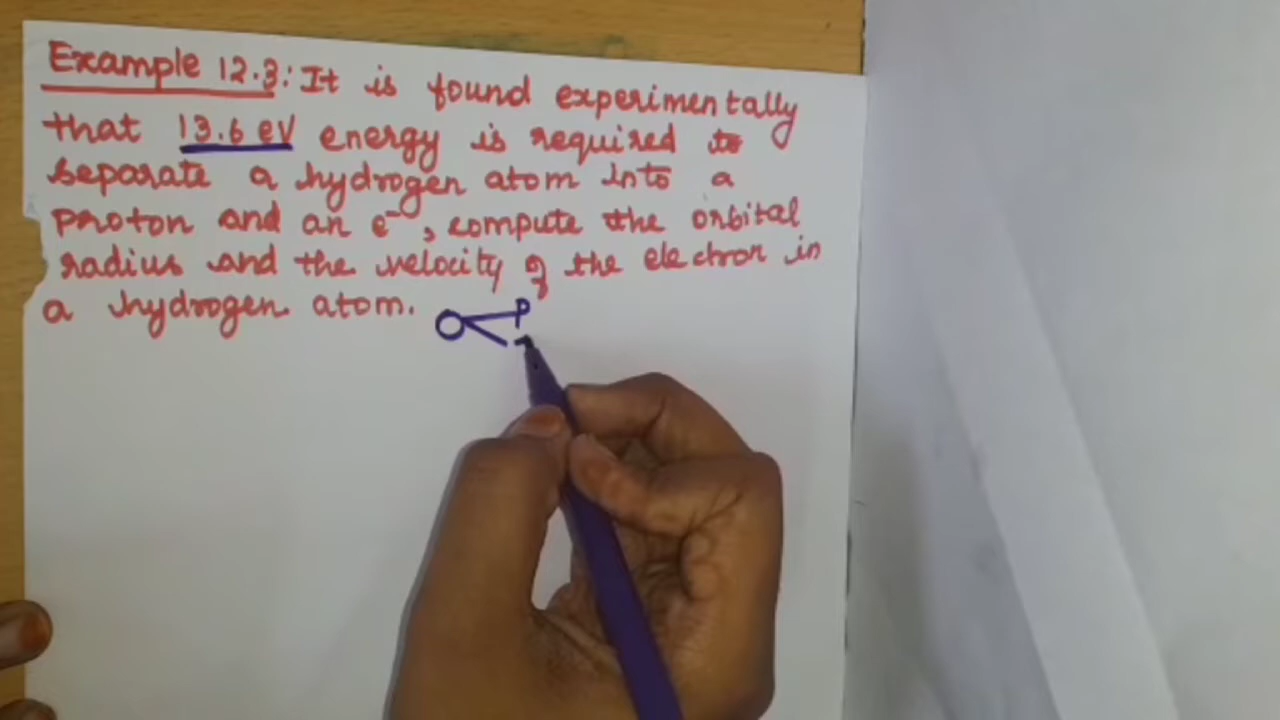 Example 12.3: It is found experimentally
that 13.6 eV energy is required to
separate a hydrogen atom into a
proton and an e⁻, compute the orbital
radius and the velocity of the electron in
a hydrogen atom.
P